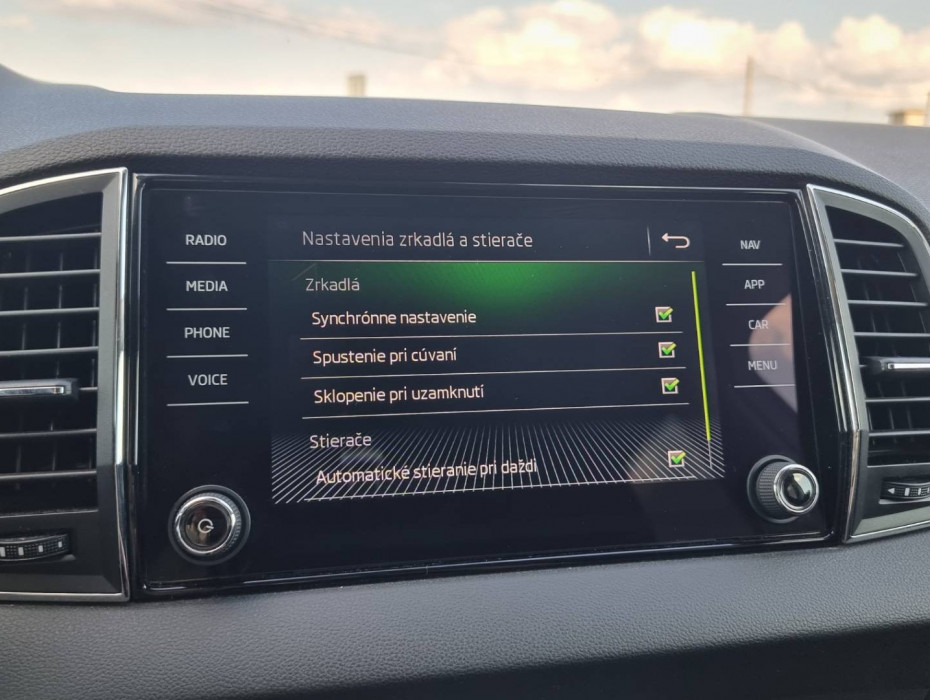 RADIO
MEDIA
PHONE
VOICE
Nastavenia zrkadlá a stierače
Zrkadlá
Synchrónne nastavenie
Spustenie pri cúvaní
Sklopenie pri uzamknutí
Stierače
Automatické stieranie pri daždi
NAV
APP
CAR
MENU